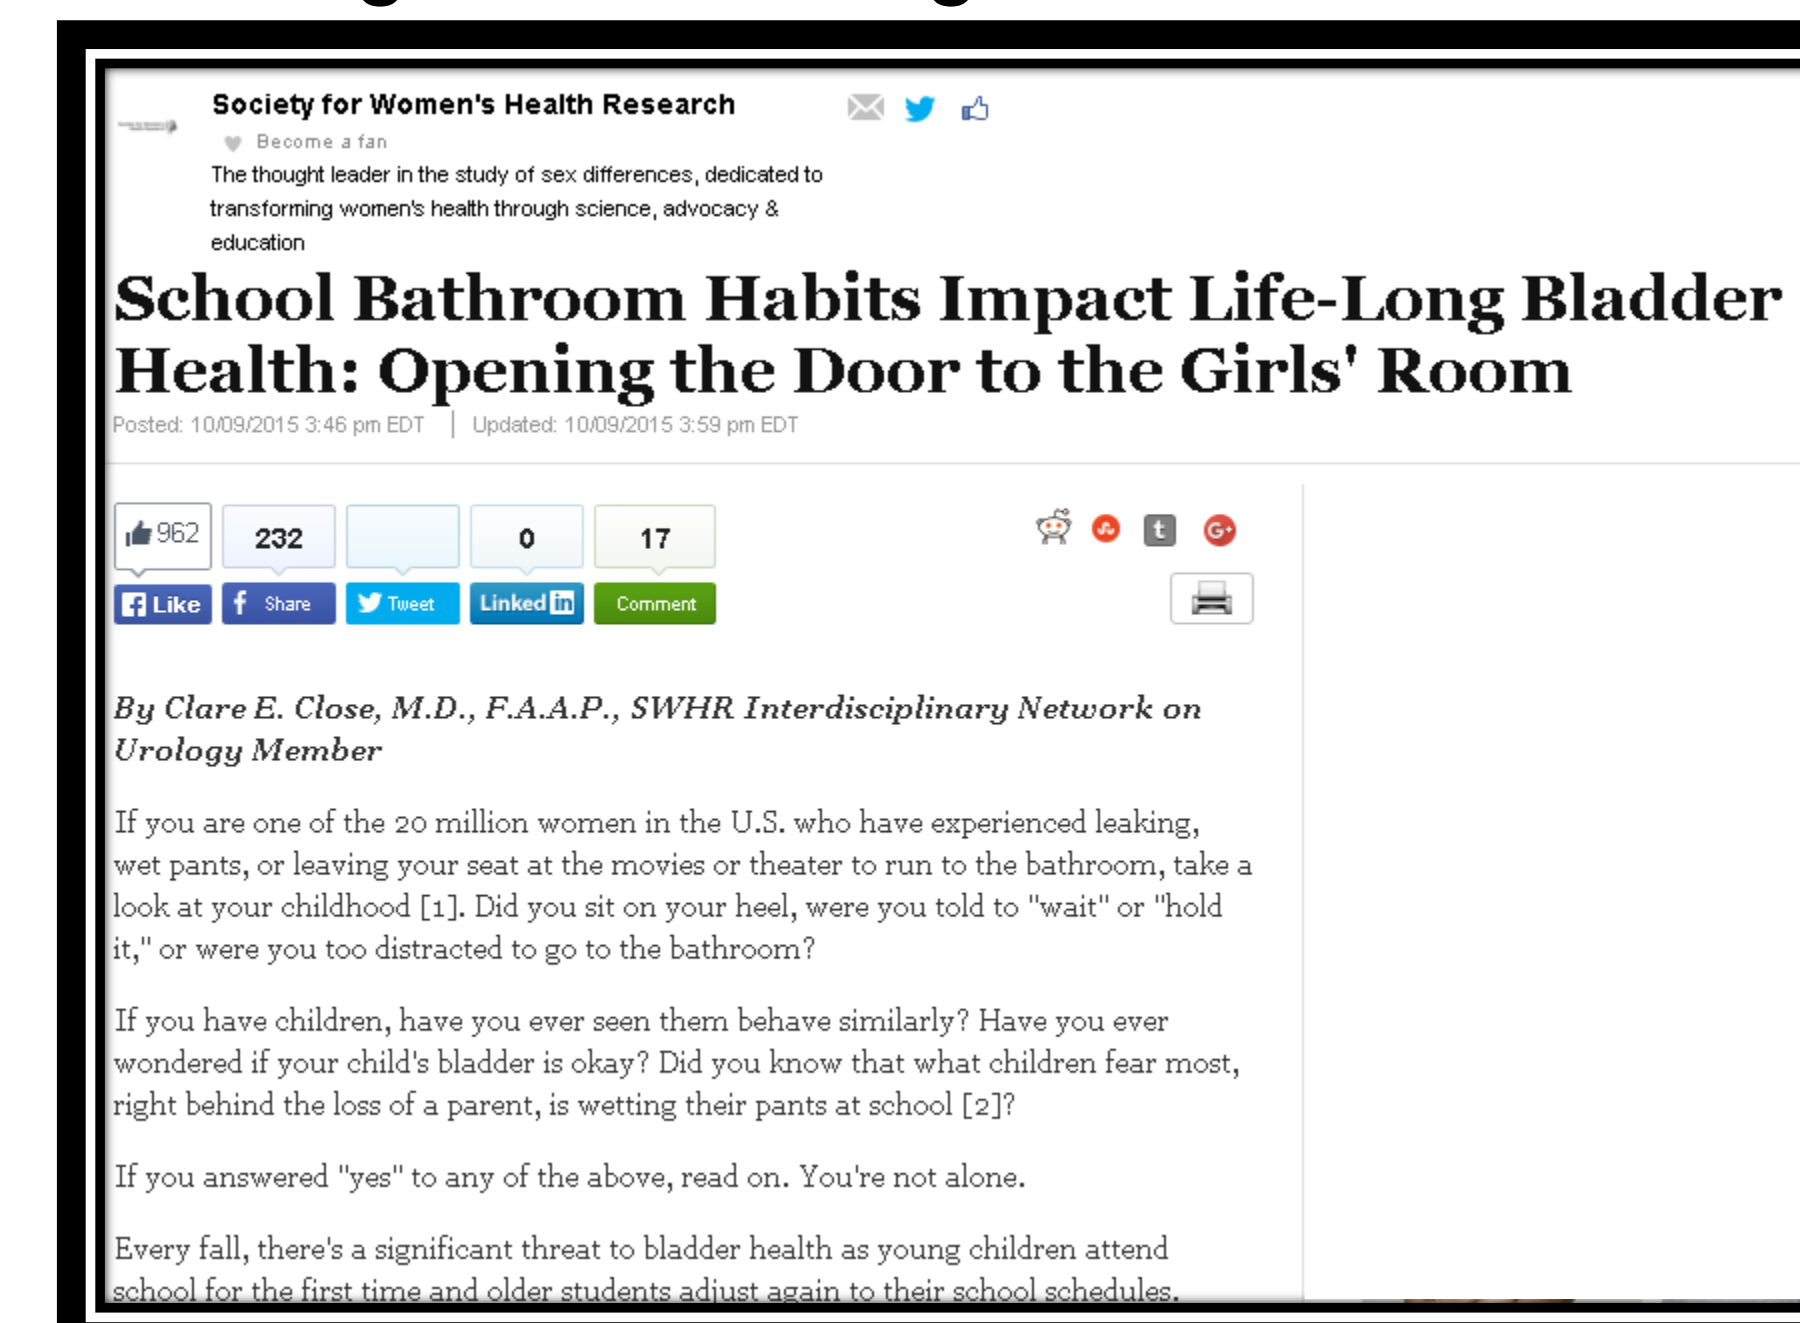 Society for Women's Health Research
Become a fan
The thought leader in the study of sex differences, dedicated to
transforming women's health through science, advocacy &
education
School Bathroom Habits Impact Life-Long Bladder
Health: Opening the Door to the Girls' Room
Posted: 10/09/2015 3:46 pm EDT | Updated: 10/09/2015 3:59 pm EDT
962 232 0 17
Like Share Tweet Linked in Comment
By Clare E. Close, M.D., F.A.A.P., SWHR Interdisciplinary Network on
Urology Member
If you are one of the 20 million women in the U.S. who have experienced leaking,
wet pants, or leaving your seat at the movies or theater to run to the bathroom, take a
look at your childhood [1]. Did you sit on your heel, were you told to "wait" or "hold
it," or were you too distracted to go to the bathroom?
If you have children, have you ever seen them behave similarly? Have you ever
wondered if your child's bladder is okay? Did you know that what children fear most,
right behind the loss of a parent, is wetting their pants at school [2]?
If you answered "yes" to any of the above, read on. You're not alone.
Every fall, there's a significant threat to bladder health as young children attend
school for the first time and older students adjust again to their school schedules.